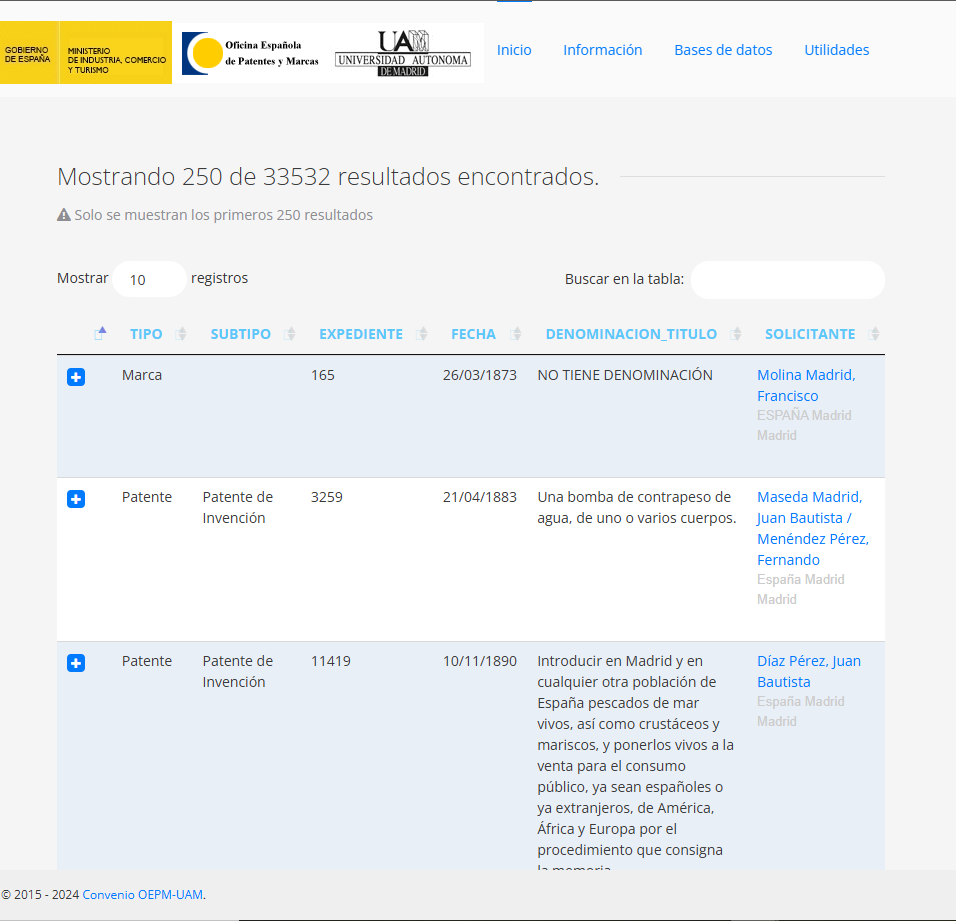 GOBIERNO
DE ESPAÑA
MINISTERIO
DE INDUSTRIA, COMERCIO
Y TURISMO
Oficina Española
de Patentes y Marcas
UAM
UNIVERSIDAD AUTONOMA
DE MADRID
Inicio Información Bases de datos Utilidades
Mostrando 250 de 33532 resultados encontrados.
Solo se muestran los primeros 250 resultados
Mostrar 10 registros Buscar en la tabla:
TIPO SUBTIPO EXPEDIENTE FECHA DENOMINACION_TITULO SOLICITANTE
Marca 165 26/03/1873 NO TIENE DENOMINACIÓN Molina Madrid,
Francisco
ESPAÑA Madrid
Madrid
Patente Patente de 3259 21/04/1883 Una bomba de contrapeso de Maseda Madrid,
Invención agua, de uno o varios cuerpos. Juan Bautista /
Menéndez Pérez,
Fernando
España Madrid
Madrid
Patente Patente de 11419 10/11/1890 Introducir en Madrid y en Díaz Pérez, Juan
Invención cualquier otra población de Bautista
España pescados de mar España Madrid
vivos, así como crustáceos y Madrid
mariscos, y ponerlos vivos a la
venta para el consumo
público, ya sean españoles o
ya extranjeros, de América,
África y Europa por el
procedimiento que consigna
la memoria
© 2015 - 2024 Convenio OEPM-UAM.